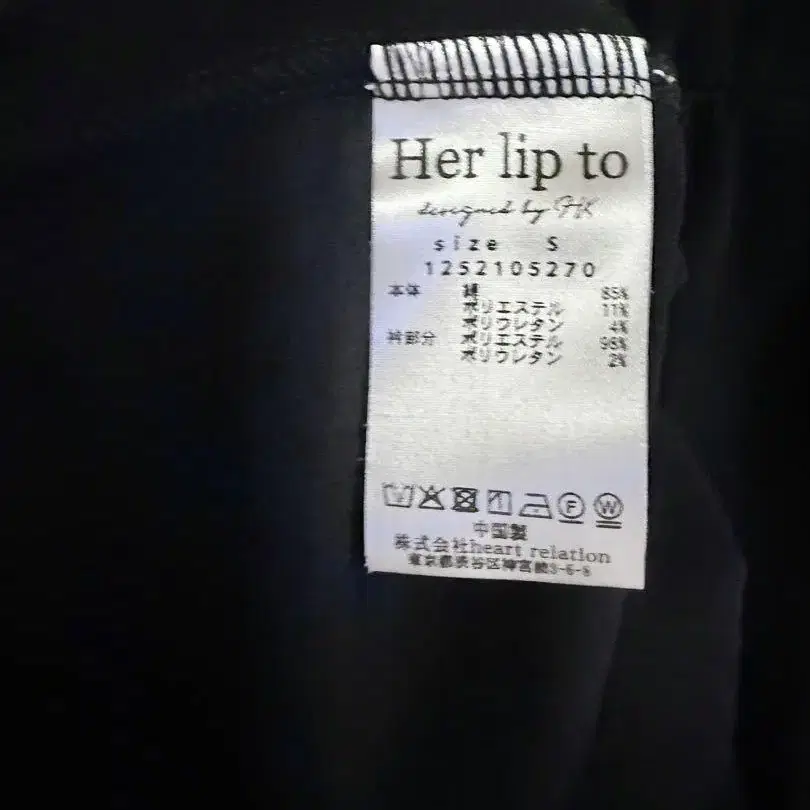 Her lip to
designed by HK
size S
1252105270
本体 綿 85%
ポリエステル 11%
ポリウレタン 4%
衿部分 ポリエステル 98%
ポリウレタン 2%
F W
中国製
株式会社heart relation
東京都渋谷区神宮前3-6-8